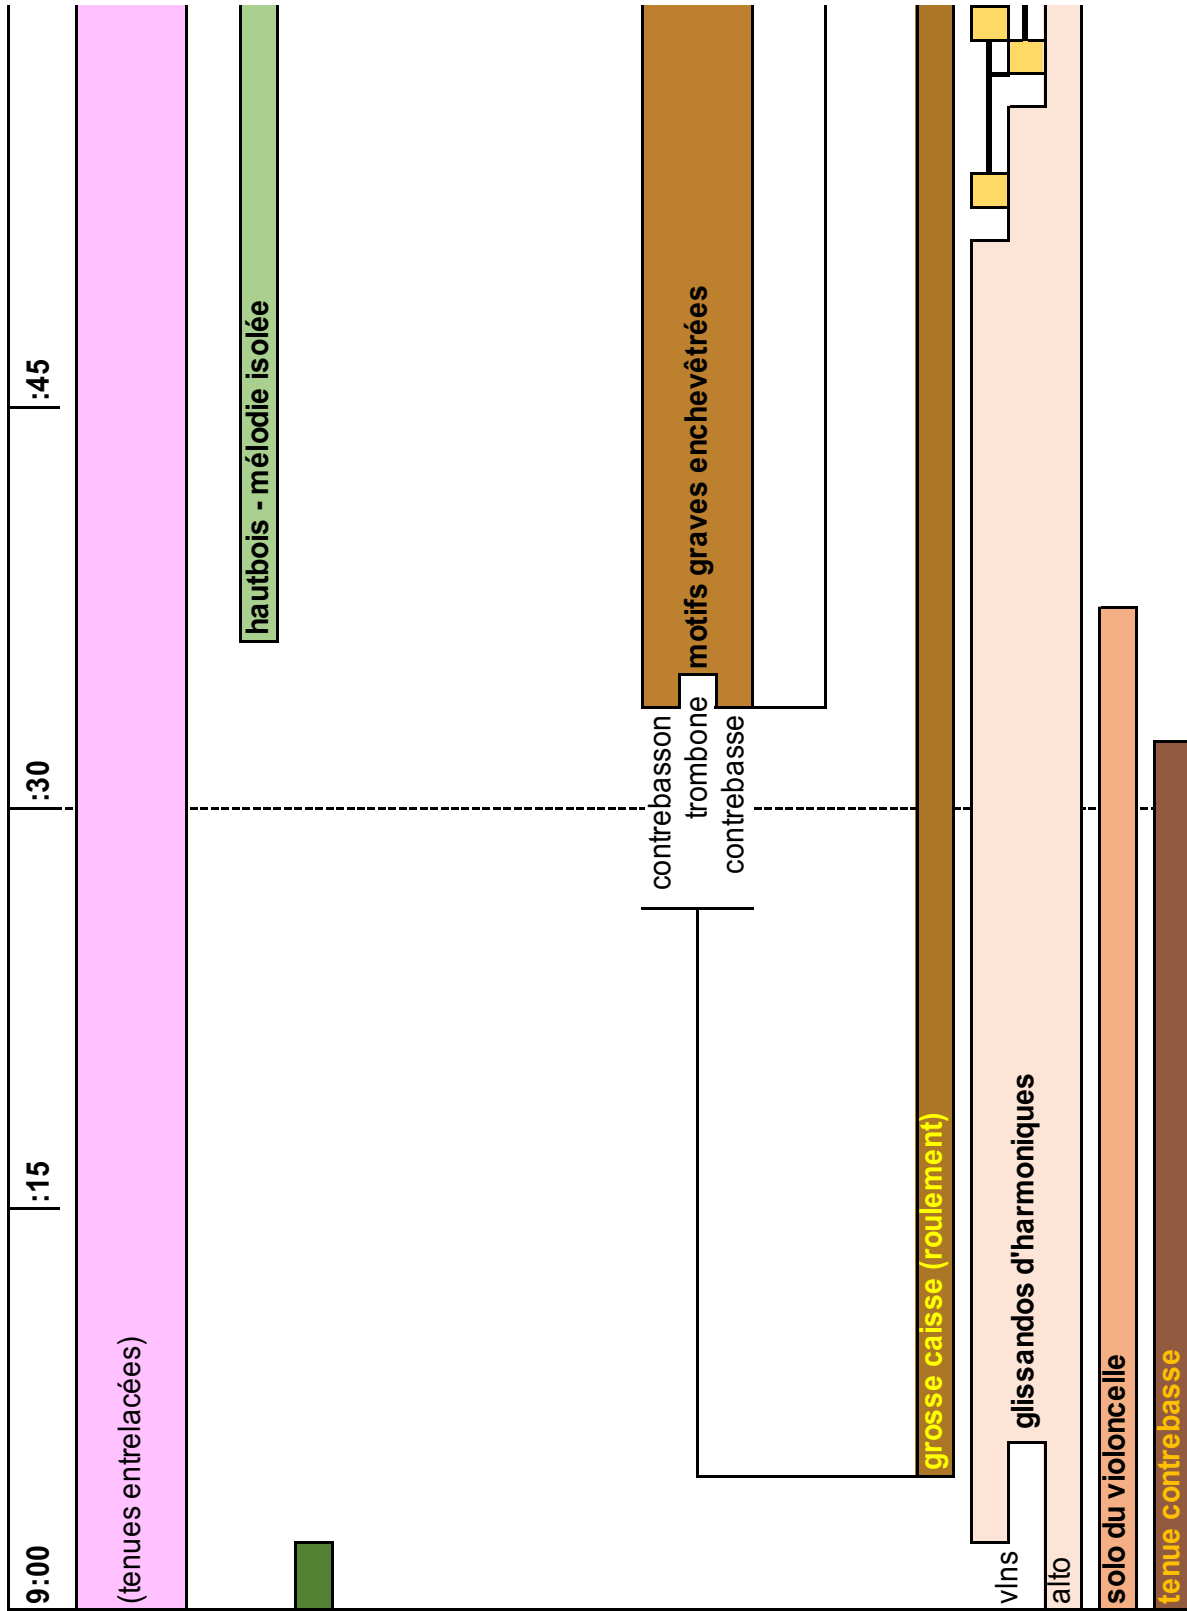 9:00
:15
:30
:45
(tenues entrelacées)
hautbois - mélodie isolée
contrebasson
trombone
contrebasse
motifs graves enchevêtrées
grosse caisse (roulement)
vlns
glissandos d'harmoniques
alto
solo du violoncelle
tenue contrebasse